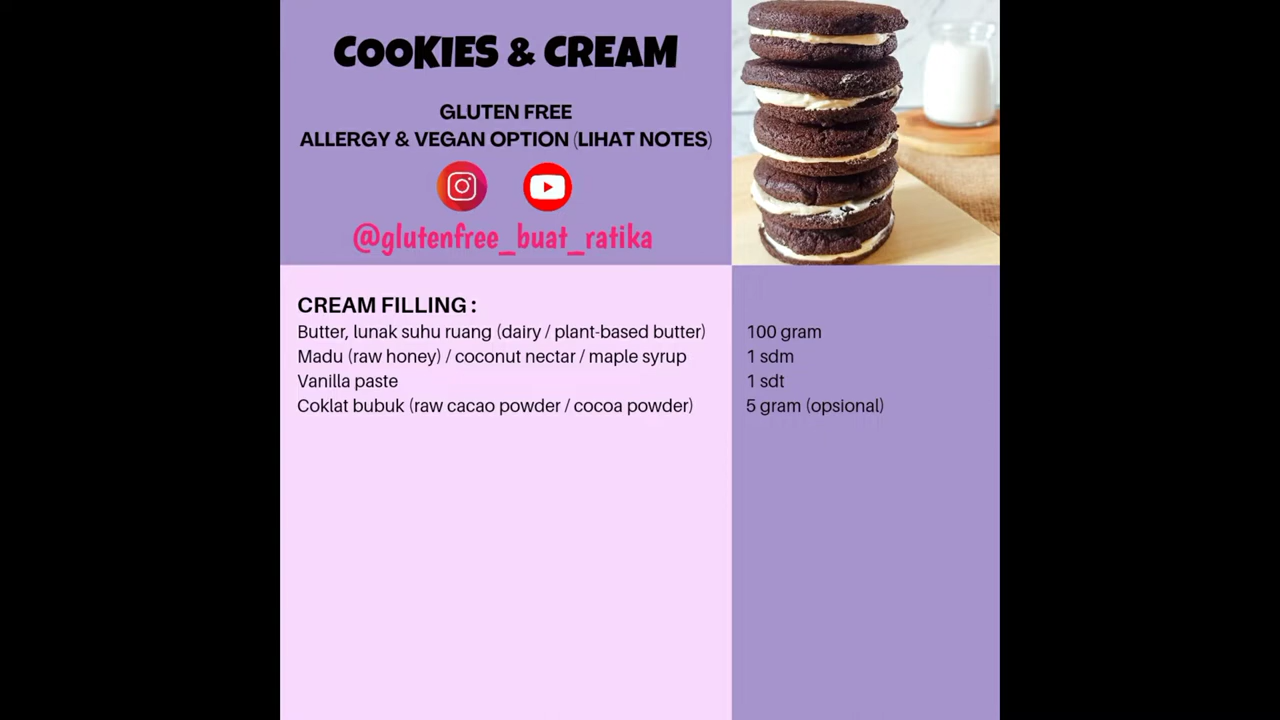 COOKIES & CREAM
GLUTEN FREE
ALLERGY & VEGAN OPTION (LIHAT NOTES)
@glutenfree_buat_ratika
CREAM FILLING :
Butter, lunak suhu ruang (dairy / plant-based butter) 100 gram
Madu (raw honey) / coconut nectar / maple syrup 1 sdm
Vanilla paste 1 sdt
Coklat bubuk (raw cacao powder / cocoa powder) 5 gram (opsional)